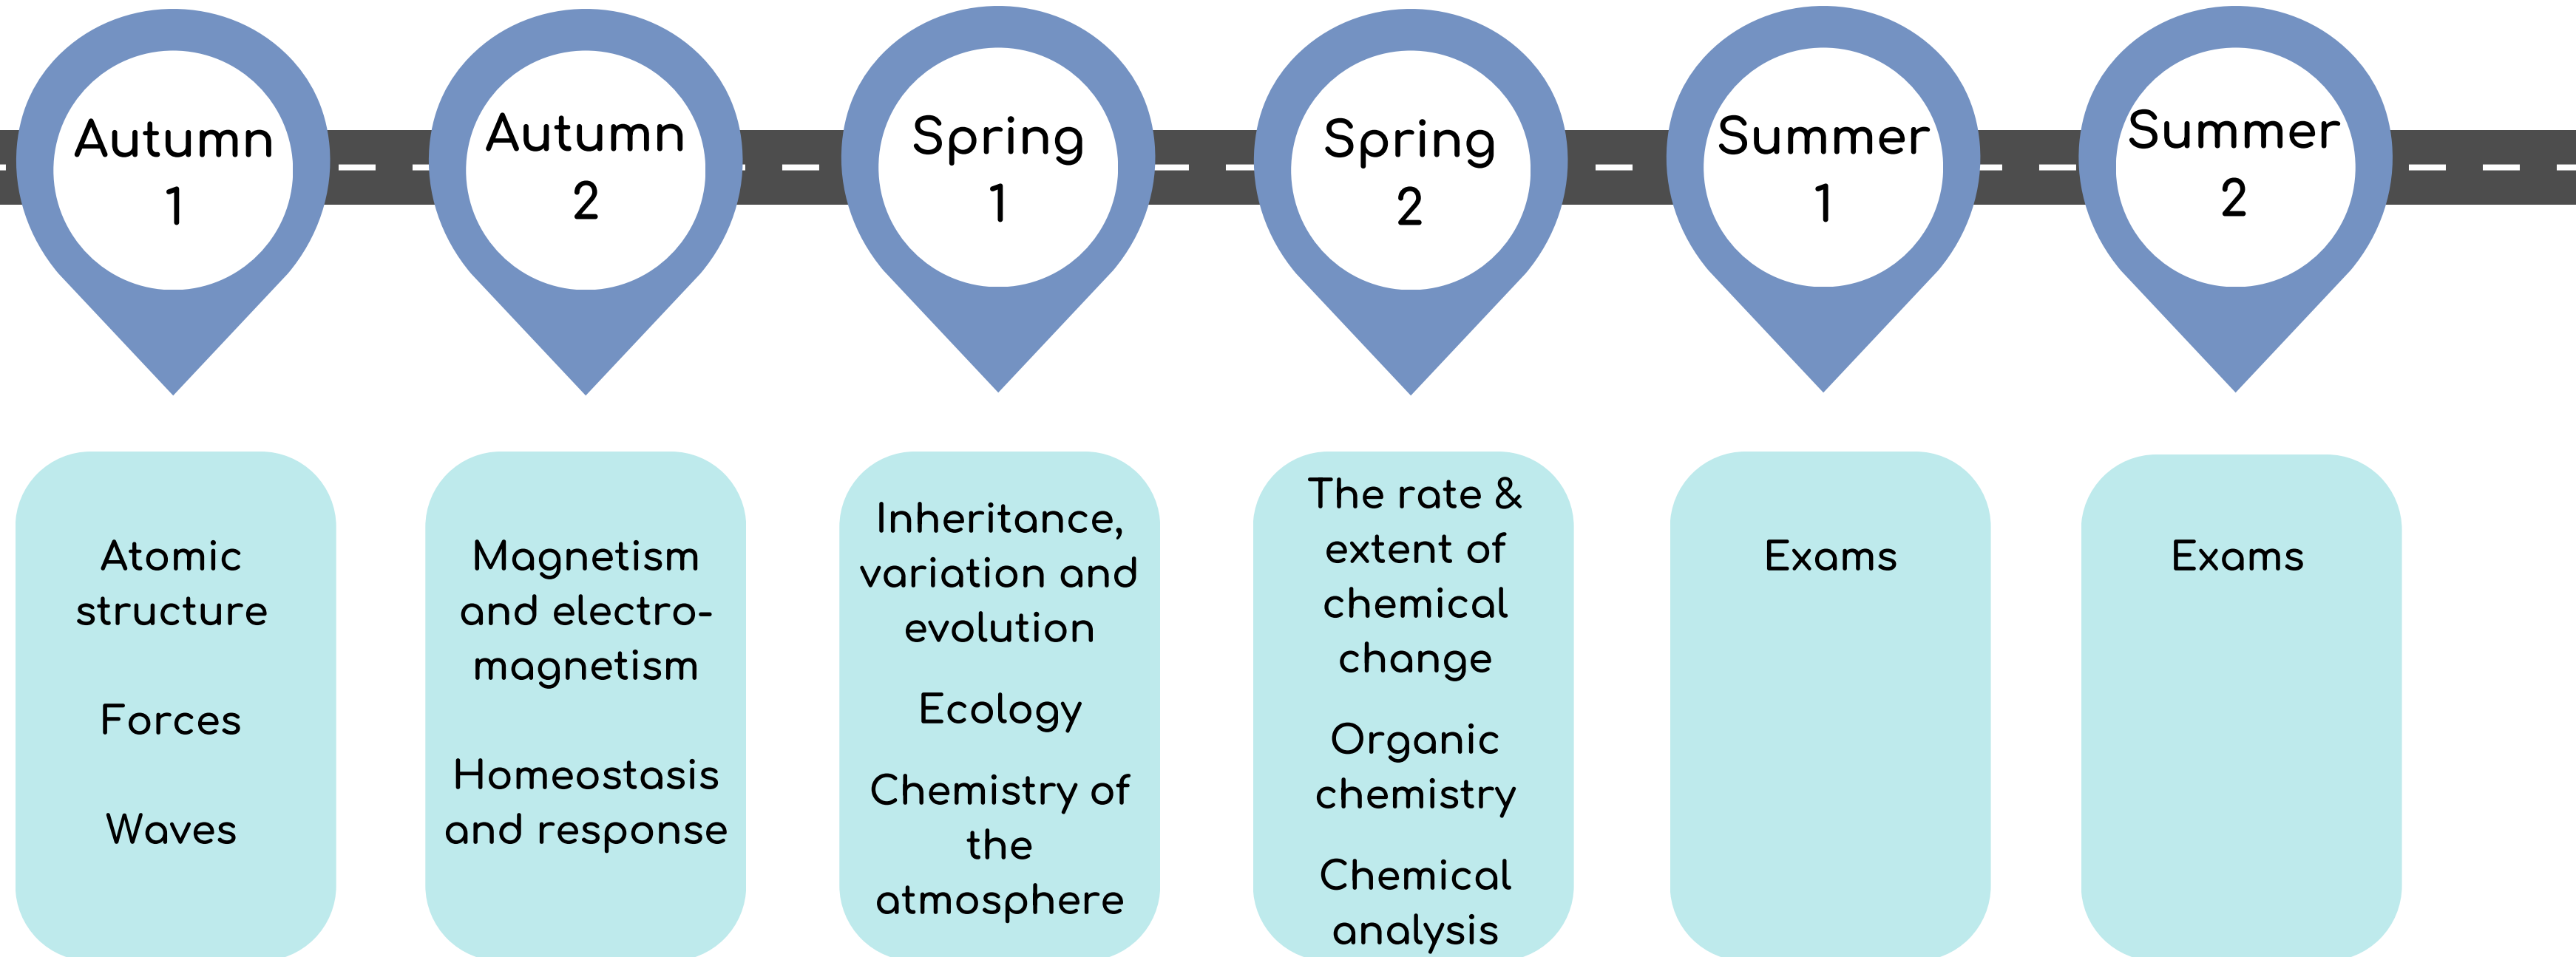 Autumn
1
Autumn
2
Spring
1
Spring
2
Summer
1
Summer
2
Atomic
structure
Forces
Waves
Magnetism
and electro-
magnetism
Homeostasis
and response
Inheritance,
variation and
evolution
Ecology
Chemistry of
the
atmosphere
The rate &
extent of
chemical
change
Organic
chemistry
Chemical
analysis
Exams
Exams